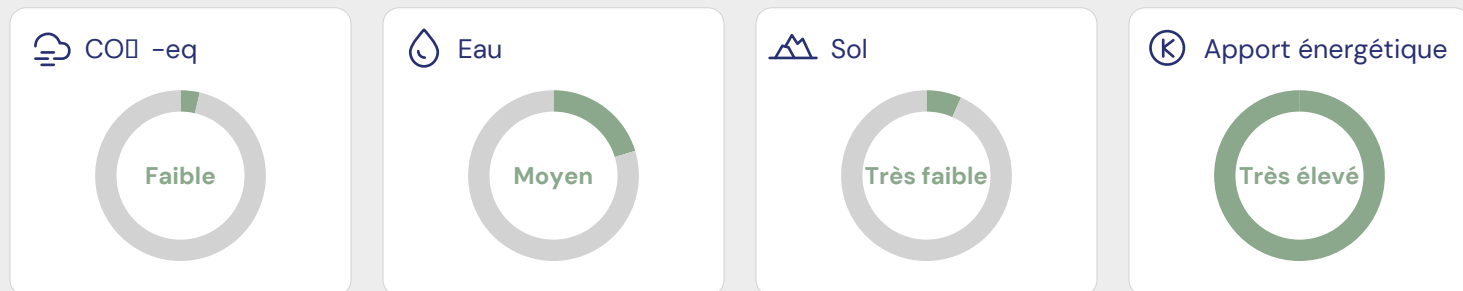 CO▯ -eq
Eau
Sol
Apport énergétique
Faible
Moyen
Très faible
Très élevé